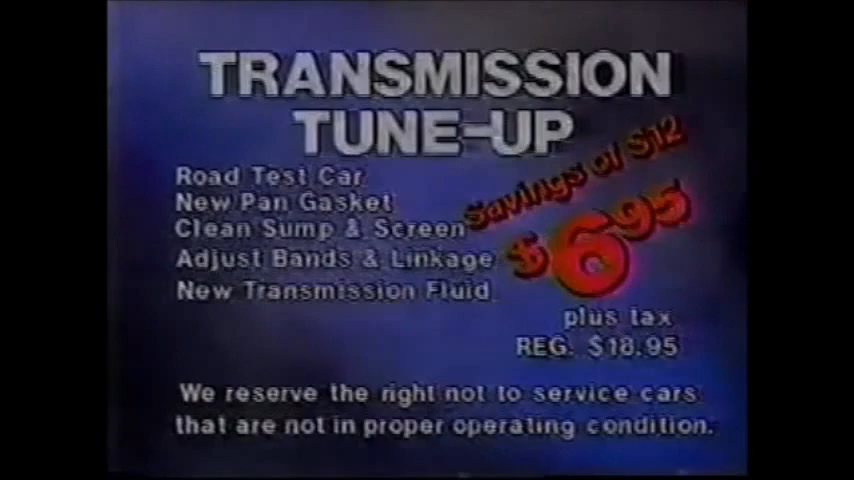 TRANSMISSION
TUNE-UP
Road Test Car
New Pan Gasket
Clean Sump & Screen
Adjust Bands & Linkage
New Transmission Fluid
Savings of $12
$6.95
plus tax
REG. $18.95
We reserve the right not to service cars
that are not in proper operating condition.